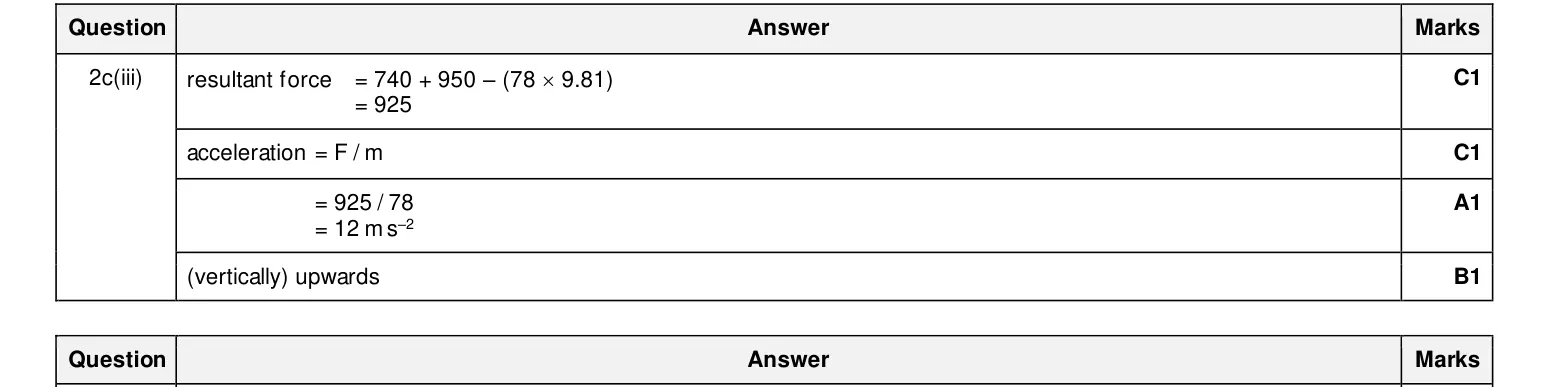 Question Answer Marks
2c(iii) resultant force = 740 + 950 – (78 × 9.81) C1
= 925
acceleration = F / m C1
= 925 / 78 A1
= 12 m s⁻²
(vertically) upwards B1
Question Answer Marks